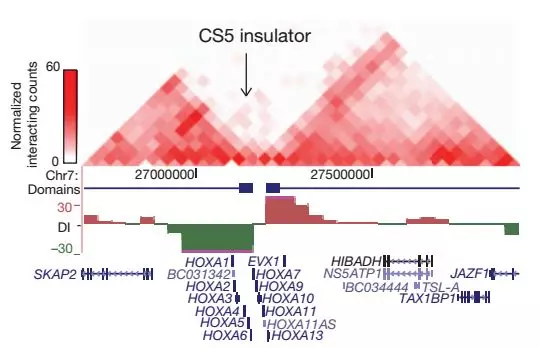 CS5 insulator
60
Normalized
interacting counts
0
Chr7: 27000000 27500000
Domains
30
DI
−30
HOXA1 EVX1 HIBADH
SKAP2 BC031342 HOXA7 NS5ATP1 JAZF1
HOXA2 HOXA9 BC034444 TSL-A
HOXA3 HOXA10 TAX1BP1
HOXA4 HOXA11
HOXA5 HOXA11AS
HOXA6 HOXA13